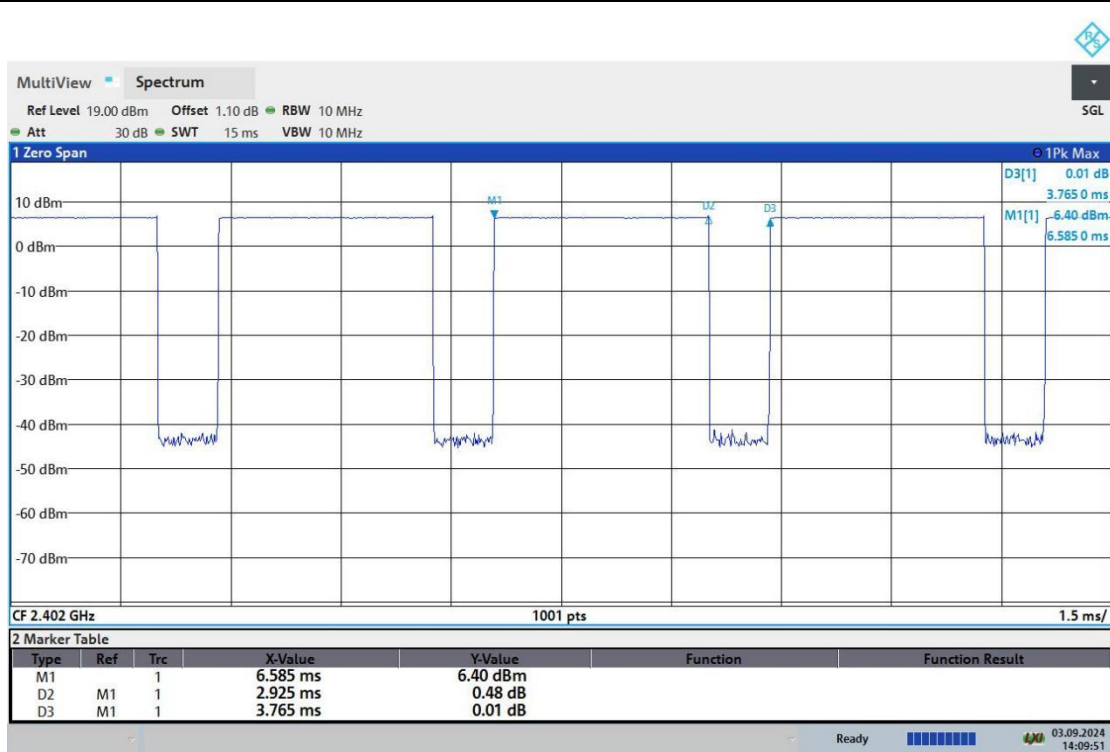 R&S
MultiView Spectrum
Ref Level 19.00 dBm Offset 1.10 dB RBW 10 MHz SGL
Att 30 dB SWT 15 ms VBW 10 MHz
1 Zero Span 1Pk Max
D3[1] 0.01 dB
3.765 0 ms
M1[1] 6.40 dBm
6.585 0 ms
M1 D2 D3
10 dBm
0 dBm
-10 dBm
-20 dBm
-30 dBm
-40 dBm
-50 dBm
-60 dBm
-70 dBm
CF 2.402 GHz 1001 pts 1.5 ms/
2 Marker Table
Type Ref Trc X-Value Y-Value Function Function Result
M1 1 6.585 ms 6.40 dBm
D2 M1 1 2.925 ms 0.48 dB
D3 M1 1 3.765 ms 0.01 dB
Ready LXI 03.09.2024
14:09:51